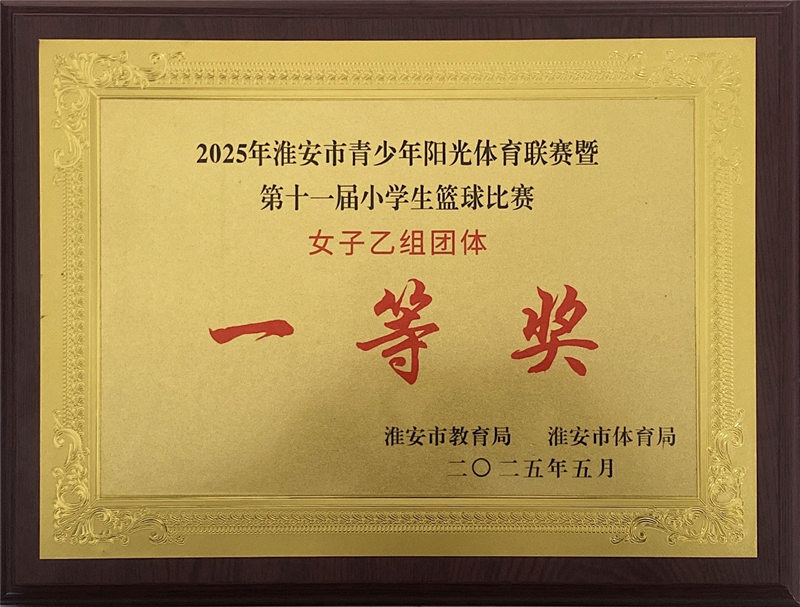 2025年淮安市青少年阳光体育联赛暨
第十一届小学生篮球比赛
女子乙组团体
一等奖
淮安市教育局 淮安市体育局
二〇二五年五月